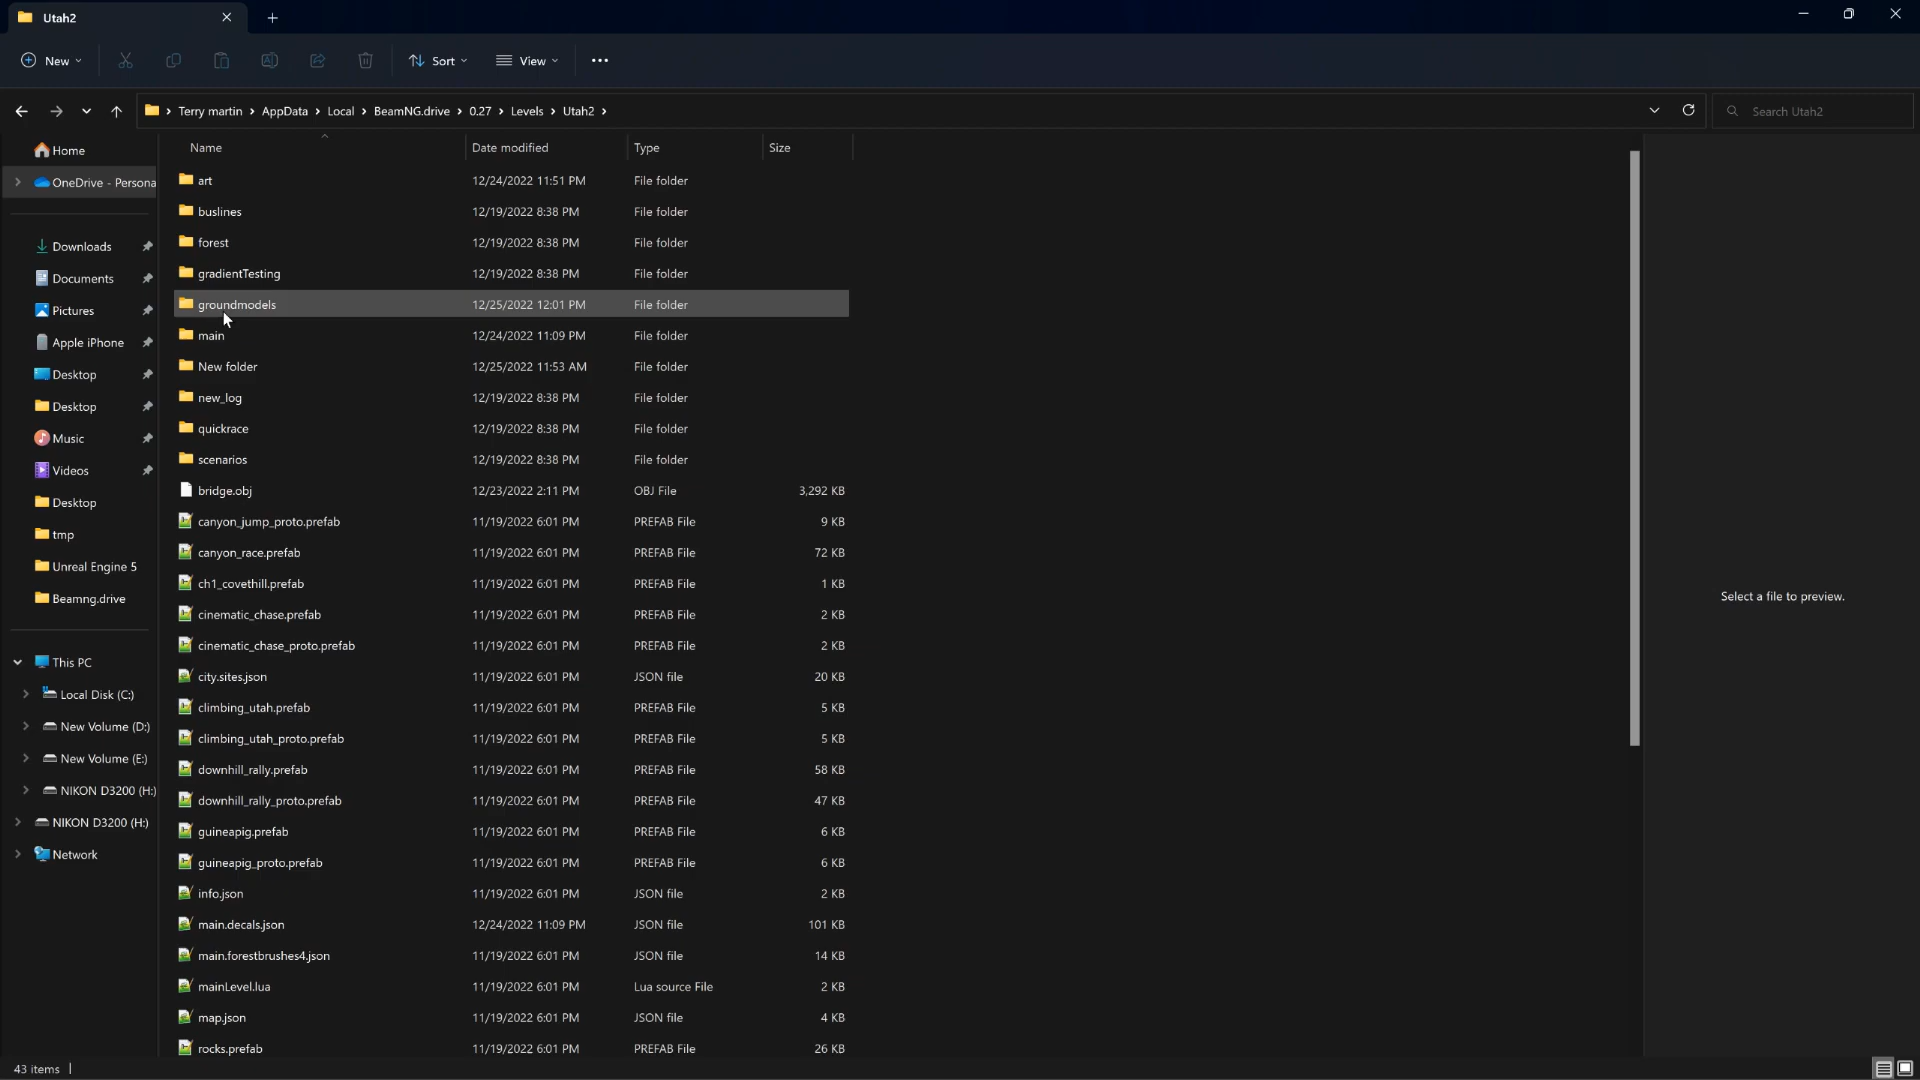 Utah2
New
Sort
View
Terry martin > AppData > Local > BeamNG.drive > 0.27 > Levels > Utah2 >
Search Utah2
Home
OneDrive - Persona
Downloads
Documents
Pictures
Apple iPhone
Desktop
Desktop
Music
Videos
Desktop
tmp
Unreal Engine 5
Beamng.drive
This PC
Local Disk (C:)
New Volume (D:)
New Volume (E:)
NIKON D3200 (H:)
NIKON D3200 (H:)
Network
Name Date modified Type Size
art 12/24/2022 11:51 PM File folder
buslines 12/19/2022 8:38 PM File folder
forest 12/19/2022 8:38 PM File folder
gradientTesting 12/19/2022 8:38 PM File folder
groundmodels 12/25/2022 12:01 PM File folder
main 12/24/2022 11:09 PM File folder
New folder 12/25/2022 11:53 AM File folder
new_log 12/19/2022 8:38 PM File folder
quickrace 12/19/2022 8:38 PM File folder
scenarios 12/19/2022 8:38 PM File folder
bridge.obj 12/23/2022 2:11 PM OBJ File 3,292 KB
canyon_jump_proto.prefab 11/19/2022 6:01 PM PREFAB File 9 KB
canyon_race.prefab 11/19/2022 6:01 PM PREFAB File 72 KB
ch1_covethill.prefab 11/19/2022 6:01 PM PREFAB File 1 KB
cinematic_chase.prefab 11/19/2022 6:01 PM PREFAB File 2 KB
cinematic_chase_proto.prefab 11/19/2022 6:01 PM PREFAB File 2 KB
city.sites.json 11/19/2022 6:01 PM JSON file 20 KB
climbing_utah.prefab 11/19/2022 6:01 PM PREFAB File 5 KB
climbing_utah_proto.prefab 11/19/2022 6:01 PM PREFAB File 5 KB
downhill_rally.prefab 11/19/2022 6:01 PM PREFAB File 58 KB
downhill_rally_proto.prefab 11/19/2022 6:01 PM PREFAB File 47 KB
guineapig.prefab 11/19/2022 6:01 PM PREFAB File 6 KB
guineapig_proto.prefab 11/19/2022 6:01 PM PREFAB File 6 KB
info.json 11/19/2022 6:01 PM JSON file 2 KB
main.decals.json 12/24/2022 11:09 PM JSON file 101 KB
main.forestbrushes4.json 11/19/2022 6:01 PM JSON file 14 KB
mainLevel.lua 11/19/2022 6:01 PM Lua source File 2 KB
map.json 11/19/2022 6:01 PM JSON file 4 KB
rocks.prefab 11/19/2022 6:01 PM PREFAB File 26 KB
Select a file to preview.
43 items